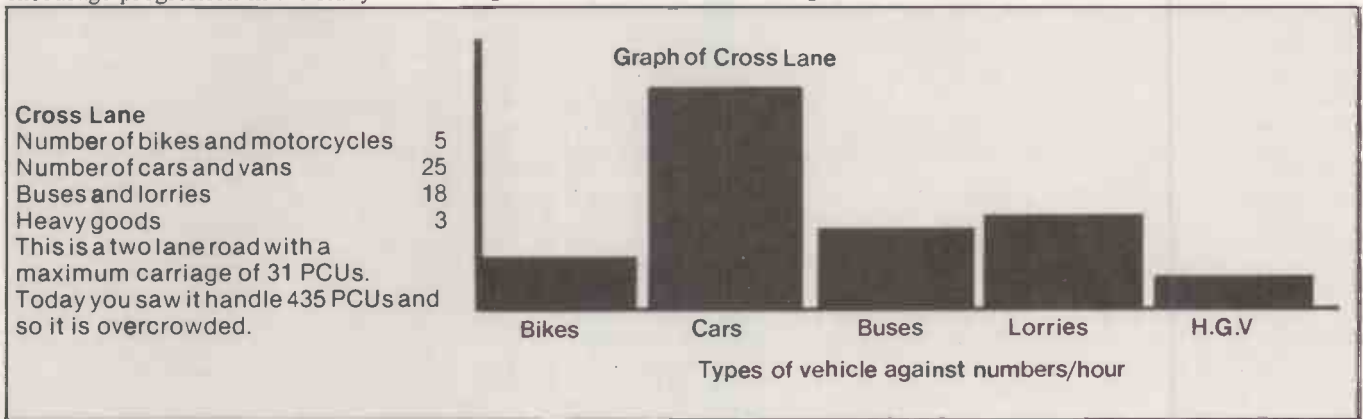 Cross Lane
Number of bikes and motorcycles 5
Number of cars and vans 25
Buses and lorries 18
Heavy goods 3
This is a two lane road with a
maximum carriage of 31 PCUs.
Today you saw it handle 435 PCUs and
so it is overcrowded.
Graph of Cross Lane
Bikes Cars Buses Lorries H.G.V
Types of vehicle against numbers/hour